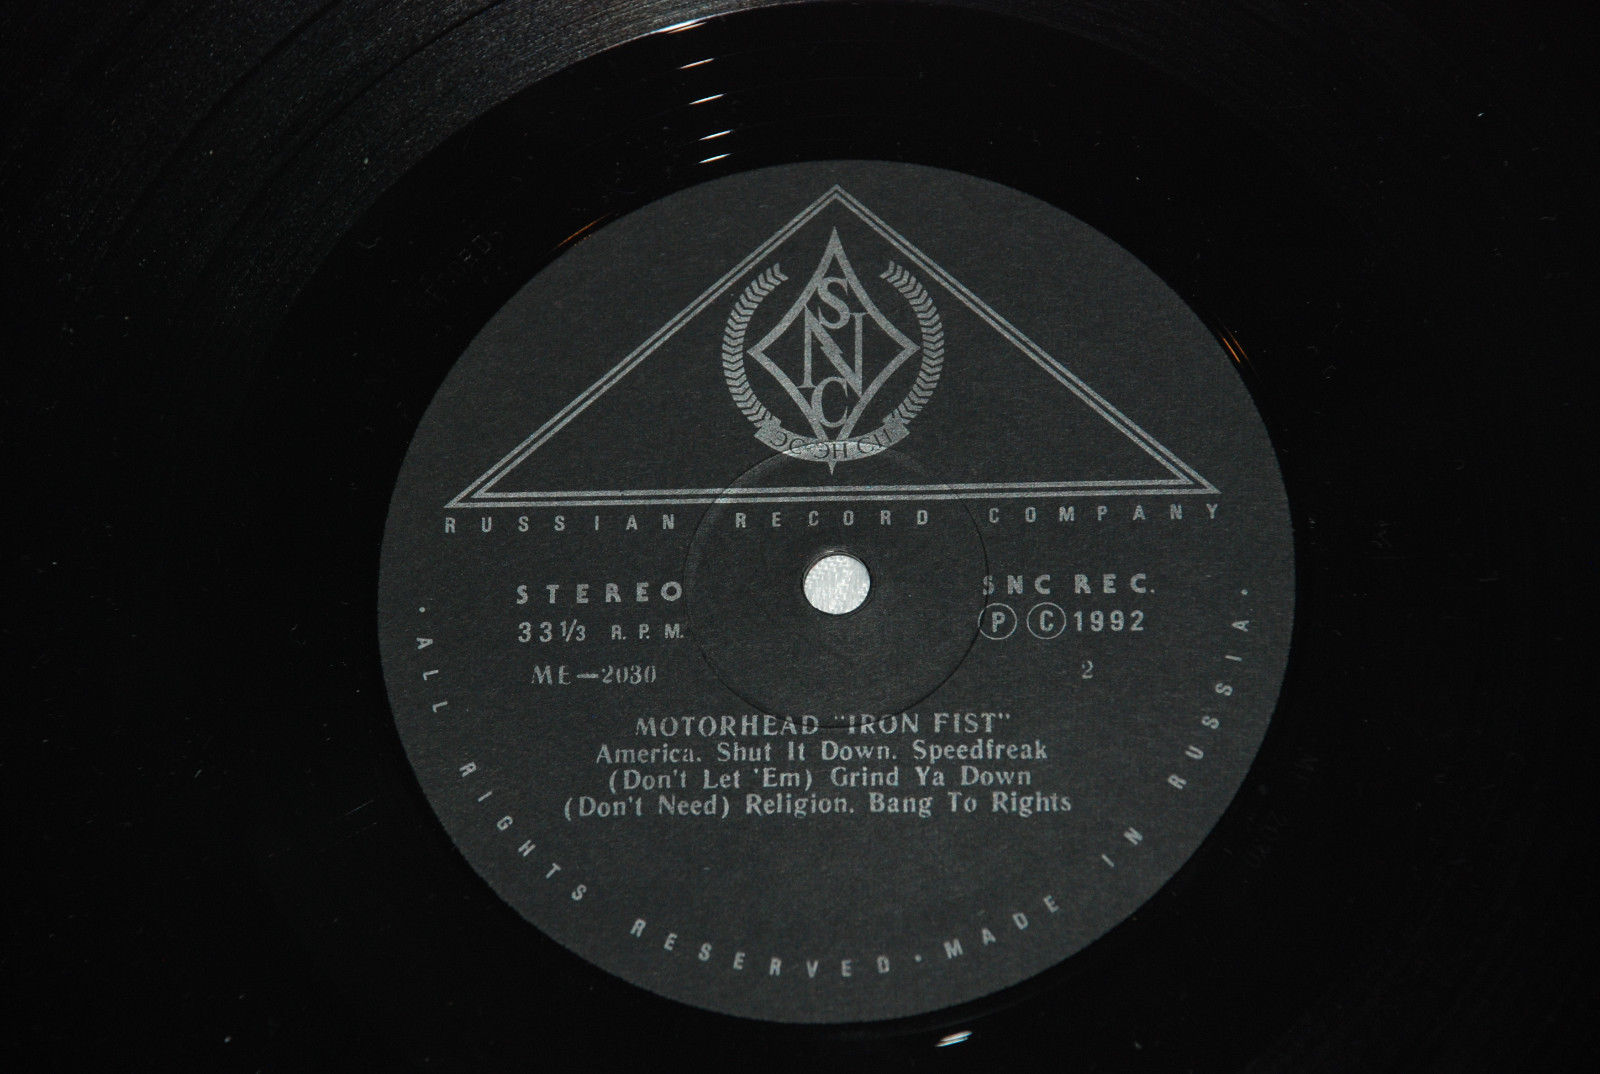 S
N
C
RUSSIAN RECORD COMPANY
STEREO
33 1/3 R.P.M.
ME—2030
SNC REC.
Ⓟ Ⓒ 1992
2
MOTORHEAD "IRON FIST"
America. Shut It Down. Speedfreak
(Don't Let 'Em) Grind Ya Down
(Don't Need) Religion. Bang To Rights
· ALL RIGHTS RESERVED · MADE IN RUSSIA ·